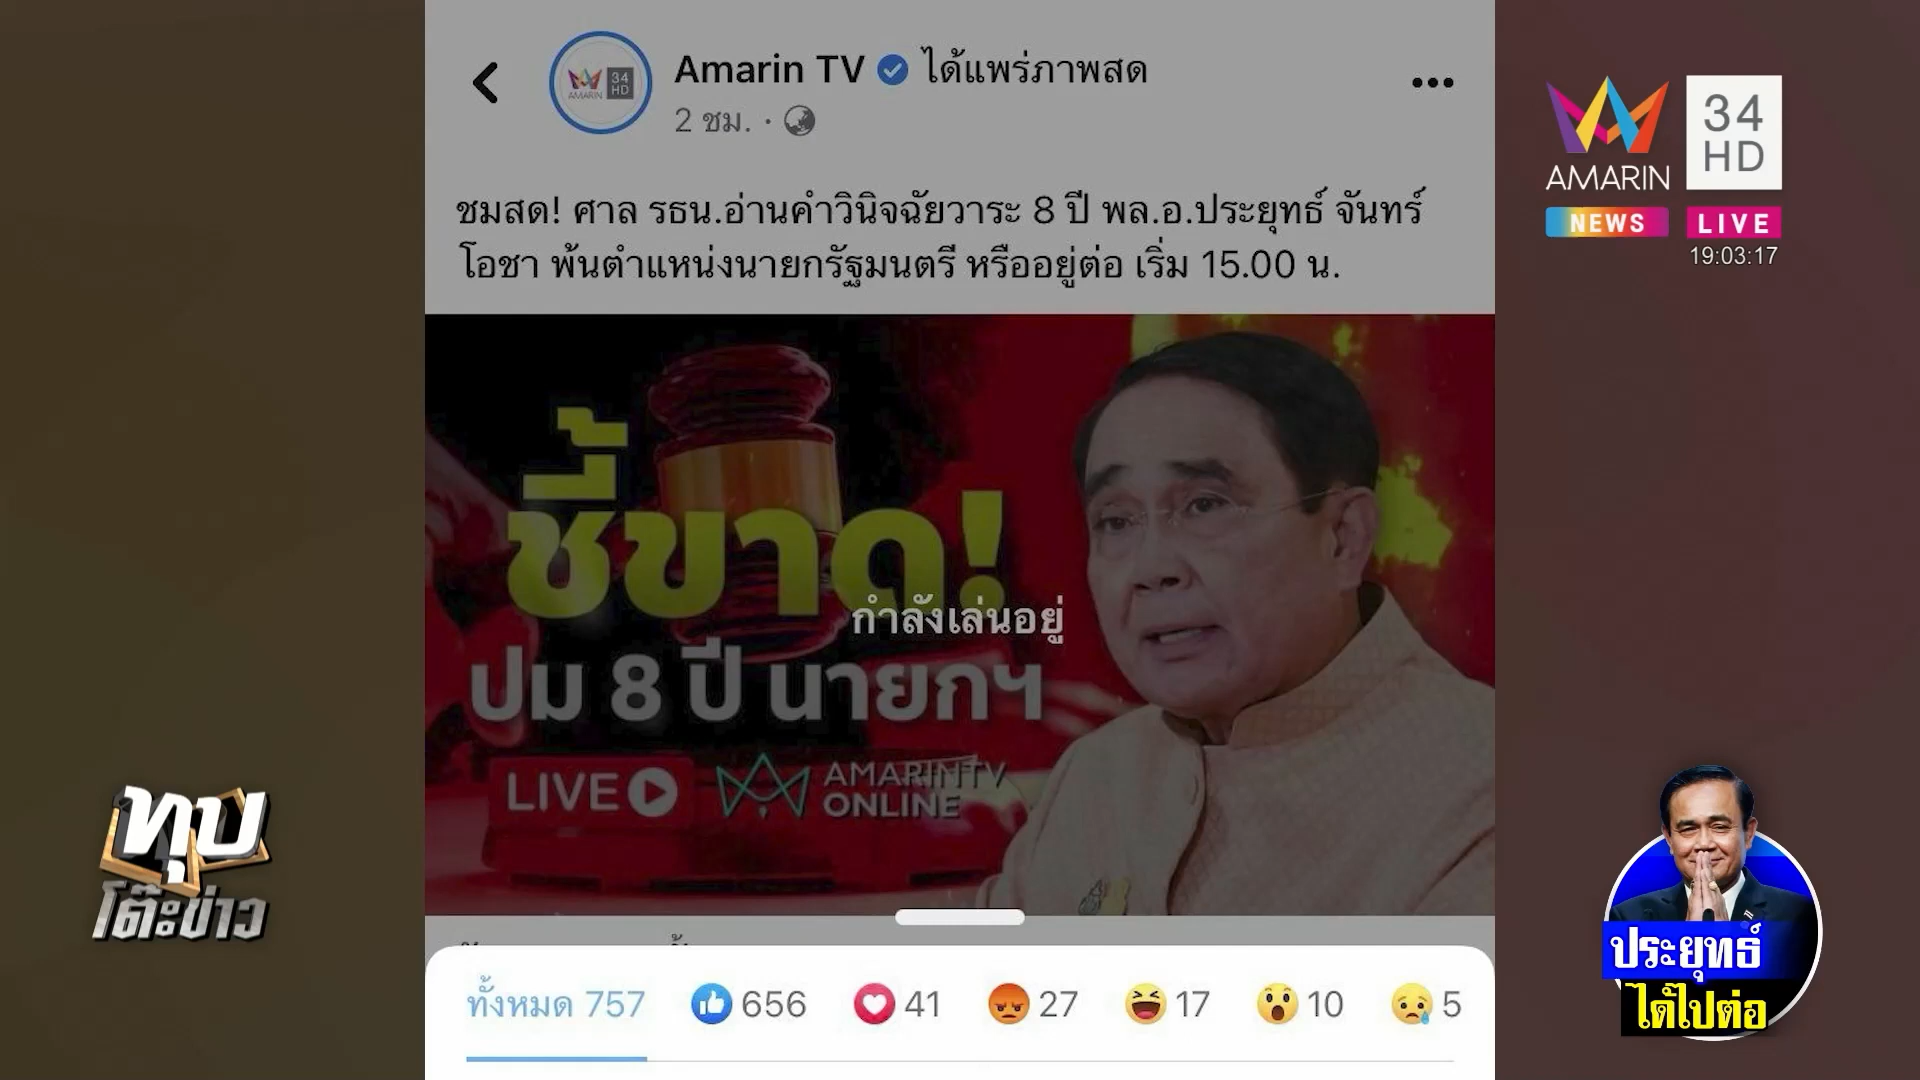 Amarin TV ได้แพร่ภาพสด
2 ชม. ·
34
HD
AMARIN
ชมสด! ศาล รธน.อ่านคำวินิจฉัยวาระ 8 ปี พล.อ.ประยุทธ์ จันทร์
โอชา พ้นตำแหน่งนายกรัฐมนตรี หรืออยู่ต่อ เริ่ม 15.00 น.
ชี้ขาด!
กำลังเล่นอยู่
ปม 8 ปี นายกฯ
LIVE
AMARINTV
ONLINE
ทั้งหมด 757 656 41 27 17 10 5
AMARIN
34
HD
NEWS
LIVE
19:03:17
ทุบ
โต๊ะข่าว
ประยุทธ์
ได้ไปต่อ